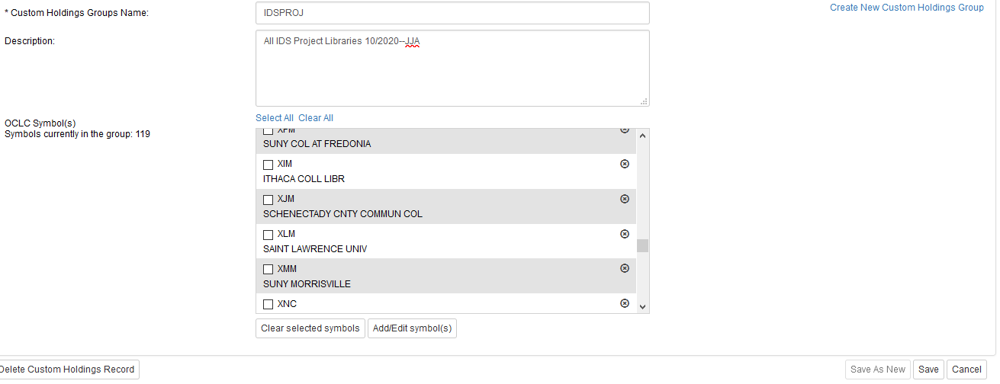 * Custom Holdings Groups Name:
IDSPROJ
Create New Custom Holdings Group
Description:
All IDS Project Libraries 10/2020--JJA
OCLC Symbol(s)
Symbols currently in the group: 119
Select All Clear All
XFM
SUNY COL AT FREDONIA
XIM
ITHACA COLL LIBR
XJM
SCHENECTADY CNTY COMMUN COL
XLM
SAINT LAWRENCE UNIV
XMM
SUNY MORRISVILLE
XNC
Clear selected symbols
Add/Edit symbol(s)
Delete Custom Holdings Record
Save As New
Save
Cancel